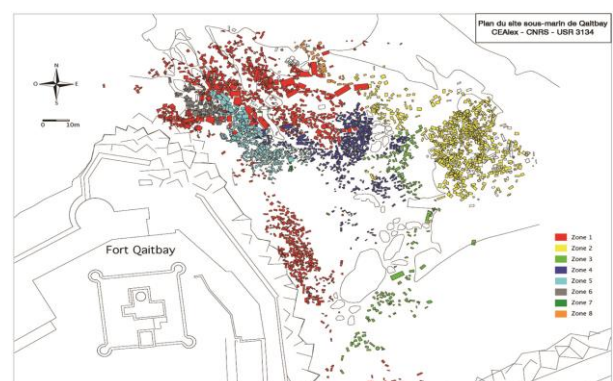 Plan du site sous-marin de Qaitbay
CEAlex - CNRS - USR 3134
N
O
E
S
0
10m
Fort Qaitbay
Zone 1
Zone 2
Zone 3
Zone 4
Zone 5
Zone 6
Zone 7
Zone 8